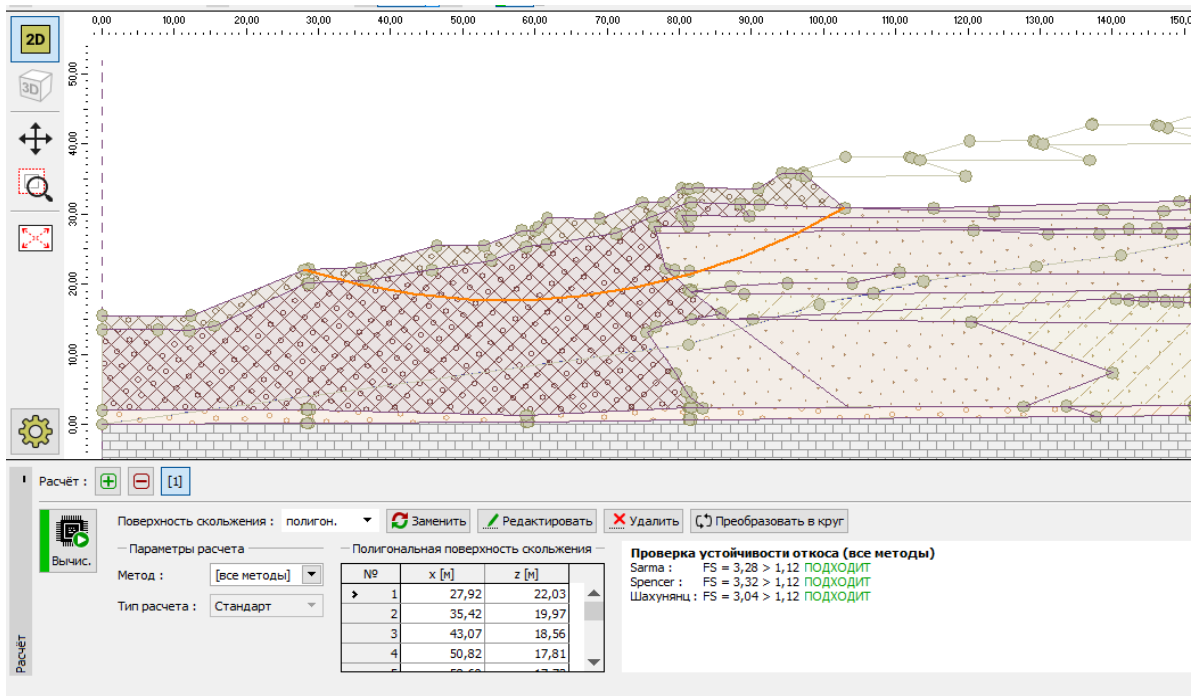 0,00 10,00 20,00 30,00 40,00 50,00 60,00 70,00 80,00 90,00 100,00 110,00 120,00 130,00 140,00 150,0
2D
3D
50,00
40,00
30,00
20,00
10,00
0,00
Расчёт : [1]
Вычис.
Поверхность скольжения : полигон. Заменить Редактировать Удалить Преобразовать в круг
Параметры расчета
Метод : [все методы]
Тип расчета : Стандарт
Полигональная поверхность скольжения
№ x [м] z [м]
1 27,92 22,03
2 35,42 19,97
3 43,07 18,56
4 50,82 17,81
Проверка устойчивости откоса (все методы)
Sarma : FS = 3,28 > 1,12 ПОДХОДИТ
Spencer : FS = 3,32 > 1,12 ПОДХОДИТ
Шахунянц : FS = 3,04 > 1,12 ПОДХОДИТ
Расчёт